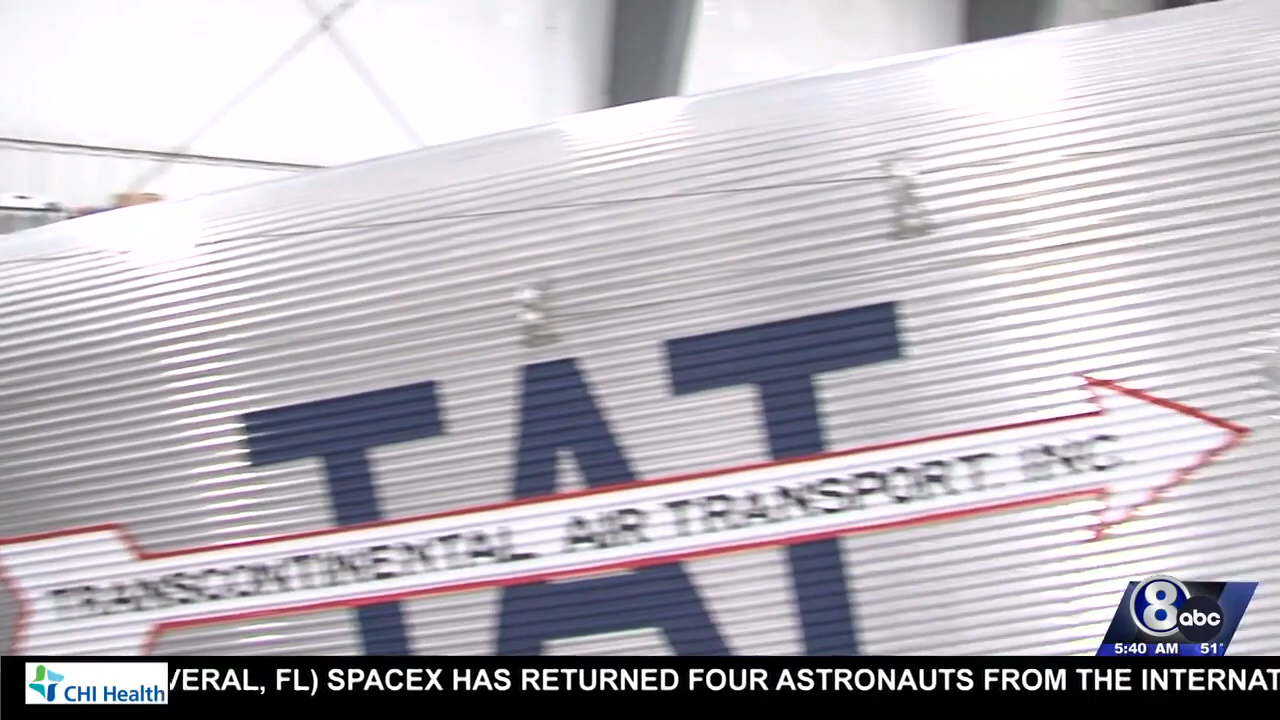 TAT
TRANSCONTINENTAL AIR TRANSPORT. INC
8 abc
5:40 AM 51°
CHI Health
VERAL, FL) SPACEX HAS RETURNED FOUR ASTRONAUTS FROM THE INTERNAT